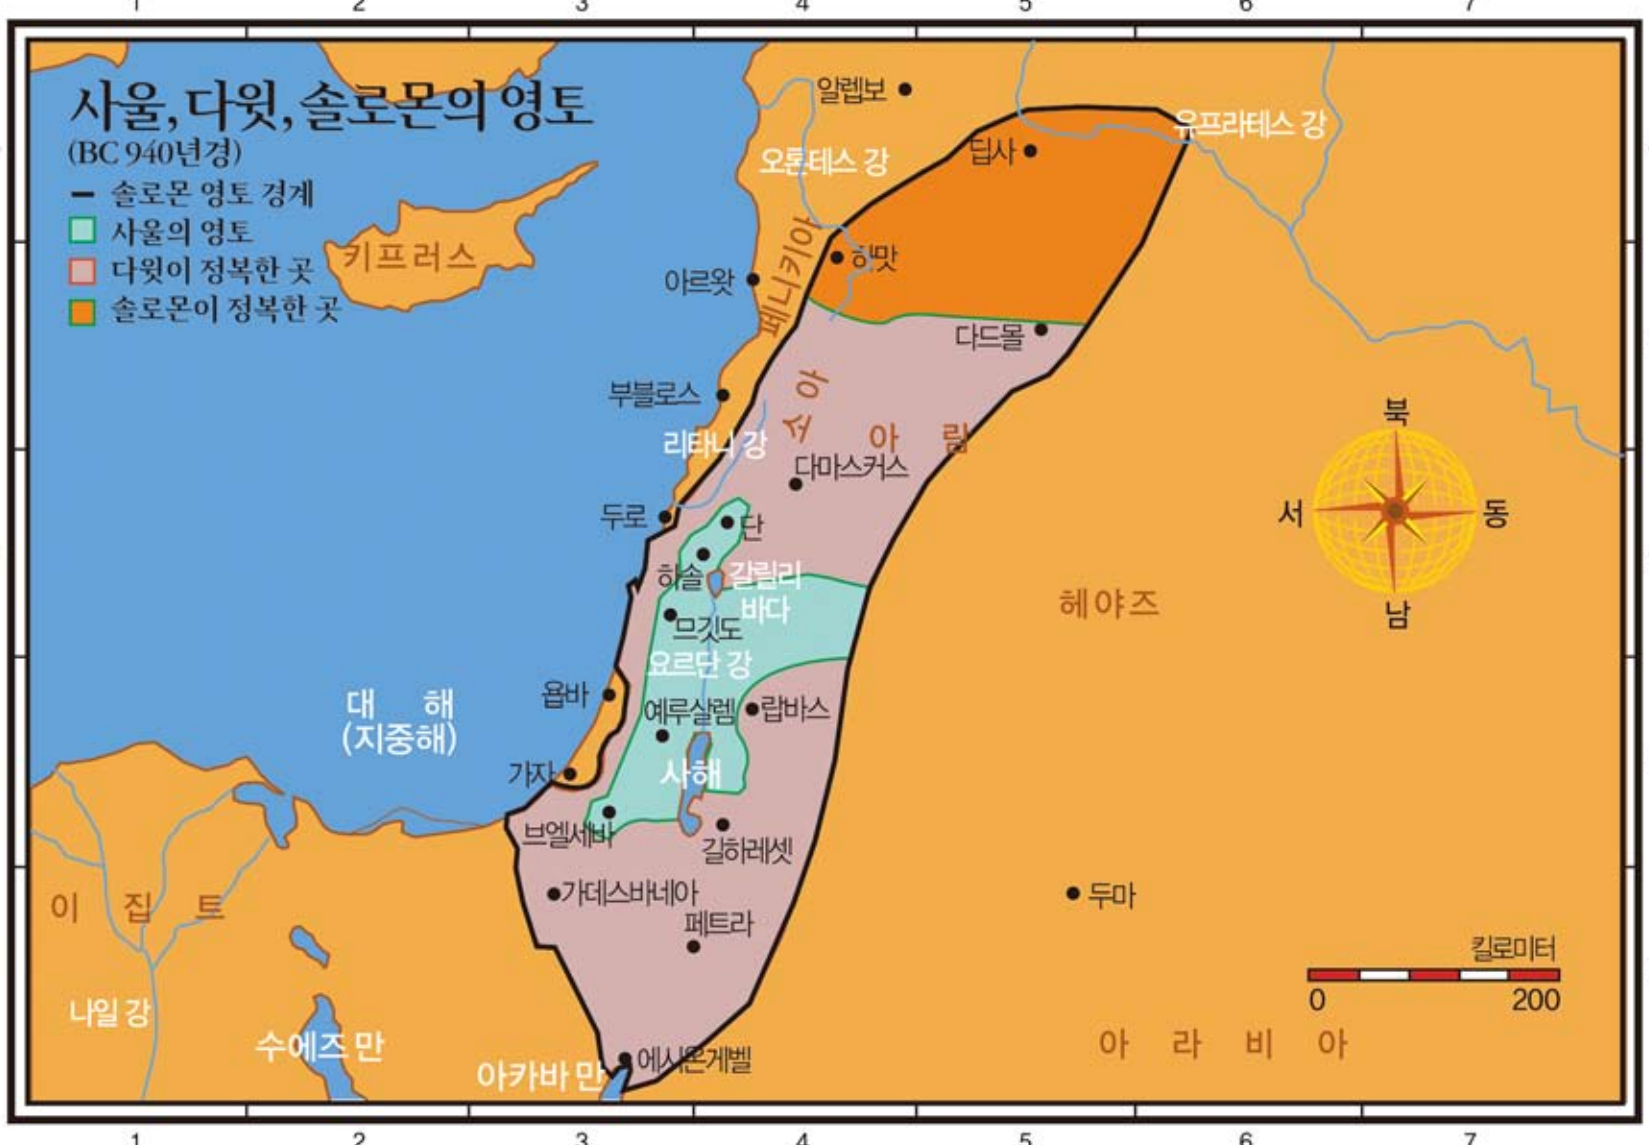 1 2 3 4 5 6 7
사울, 다윗, 솔로몬의 영토
(BC 940년경)
솔로몬 영토 경계
사울의 영토
다윗이 정복한 곳
솔로몬이 정복한 곳
알렙보
유프라테스 강
딥사
오론테스 강
키프러스
하맛
아르왓
페니키아
다드몰
부블로스
소 아
아 람
리타니 강
다마스커스
북
서
동
남
두로
단
하솔
갈릴리
바다
므깃도
헤야즈
요르단 강
욥바
예루살렘
랍바스
대 해
(지중해)
가자
사해
브엘세바
길하레셋
이 집 트
가데스바네아
두마
페트라
킬로미터
0 200
나일 강
수에즈 만
아 라 비 아
아카바 만
에시온게벨
1 2 3 4 5 6 7